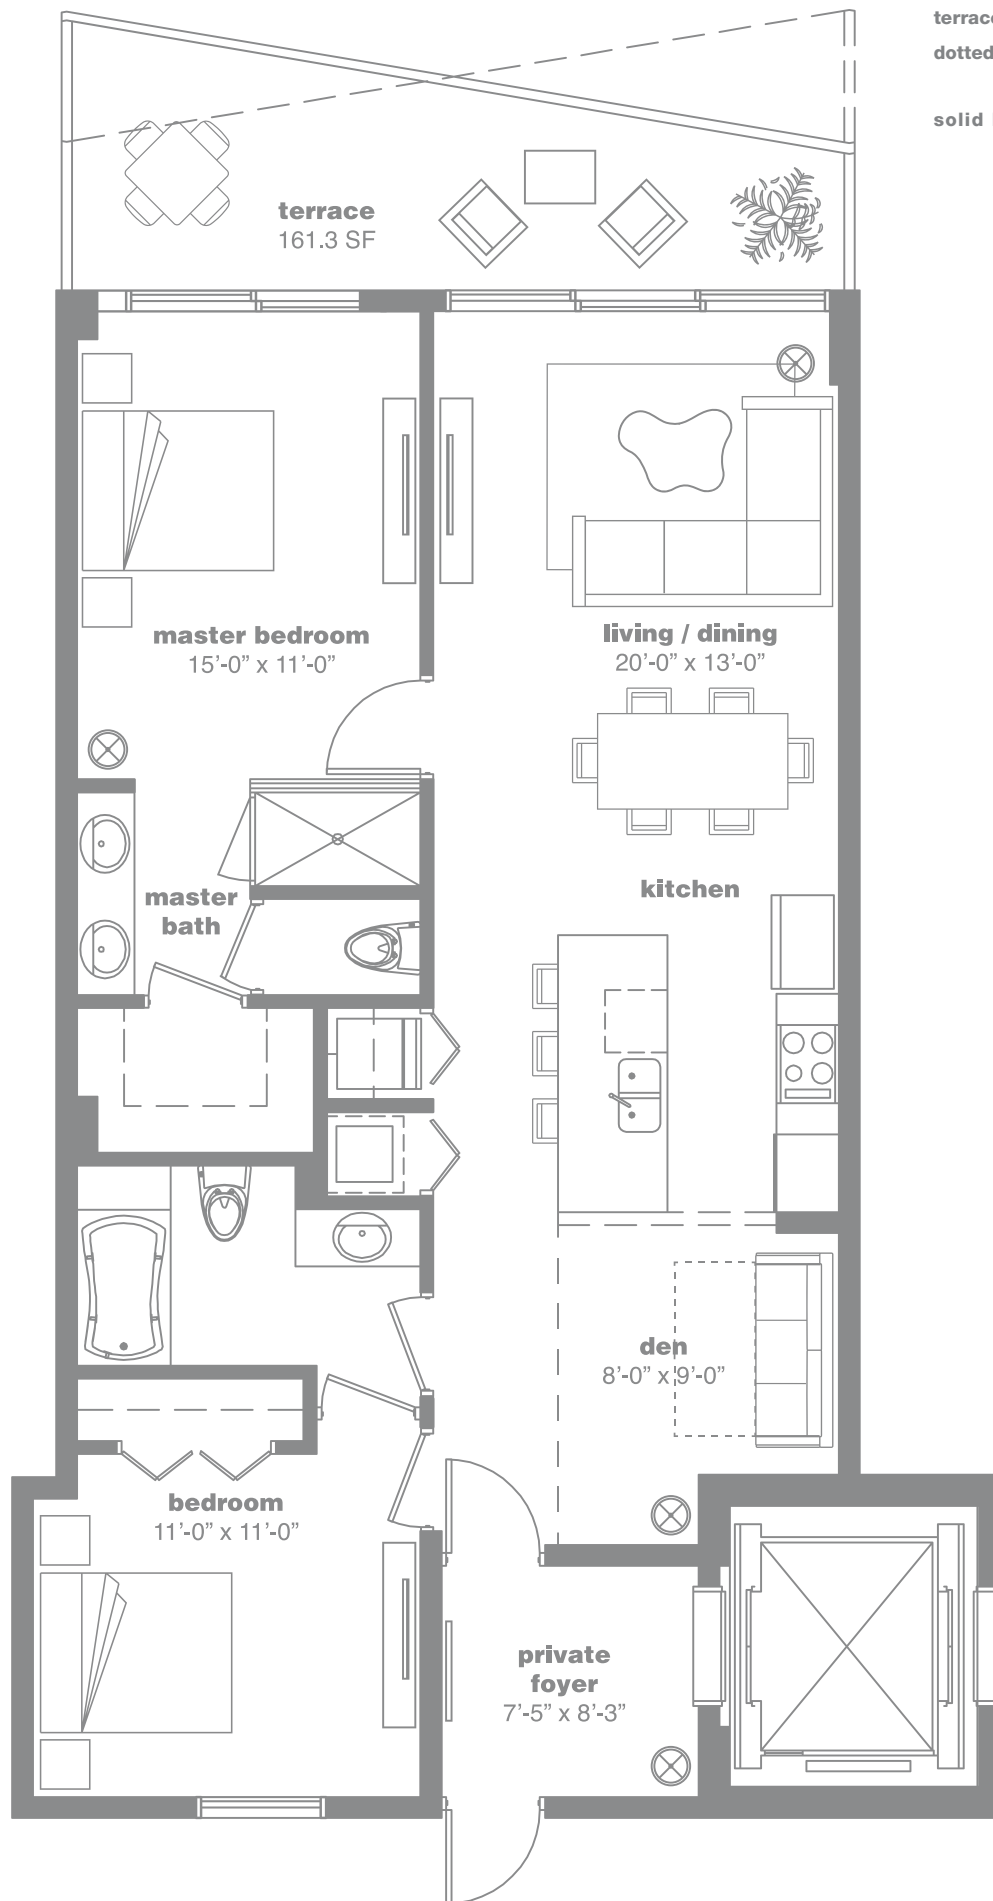 terrace
dotted
solid
terrace
161.3 SF
master bedroom
15’-0” x 11’-0”
living / dining
20’-0” x 13’-0”
kitchen
master
bath
den
8’-0” x 9’-0”
bedroom
11’-0” x 11’-0”
private
foyer
7’-5” x 8’-3”